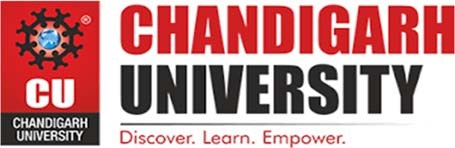 ®
CU
CHANDIGARH
UNIVERSITY
CHANDIGARH
UNIVERSITY
Discover. Learn. Empower.